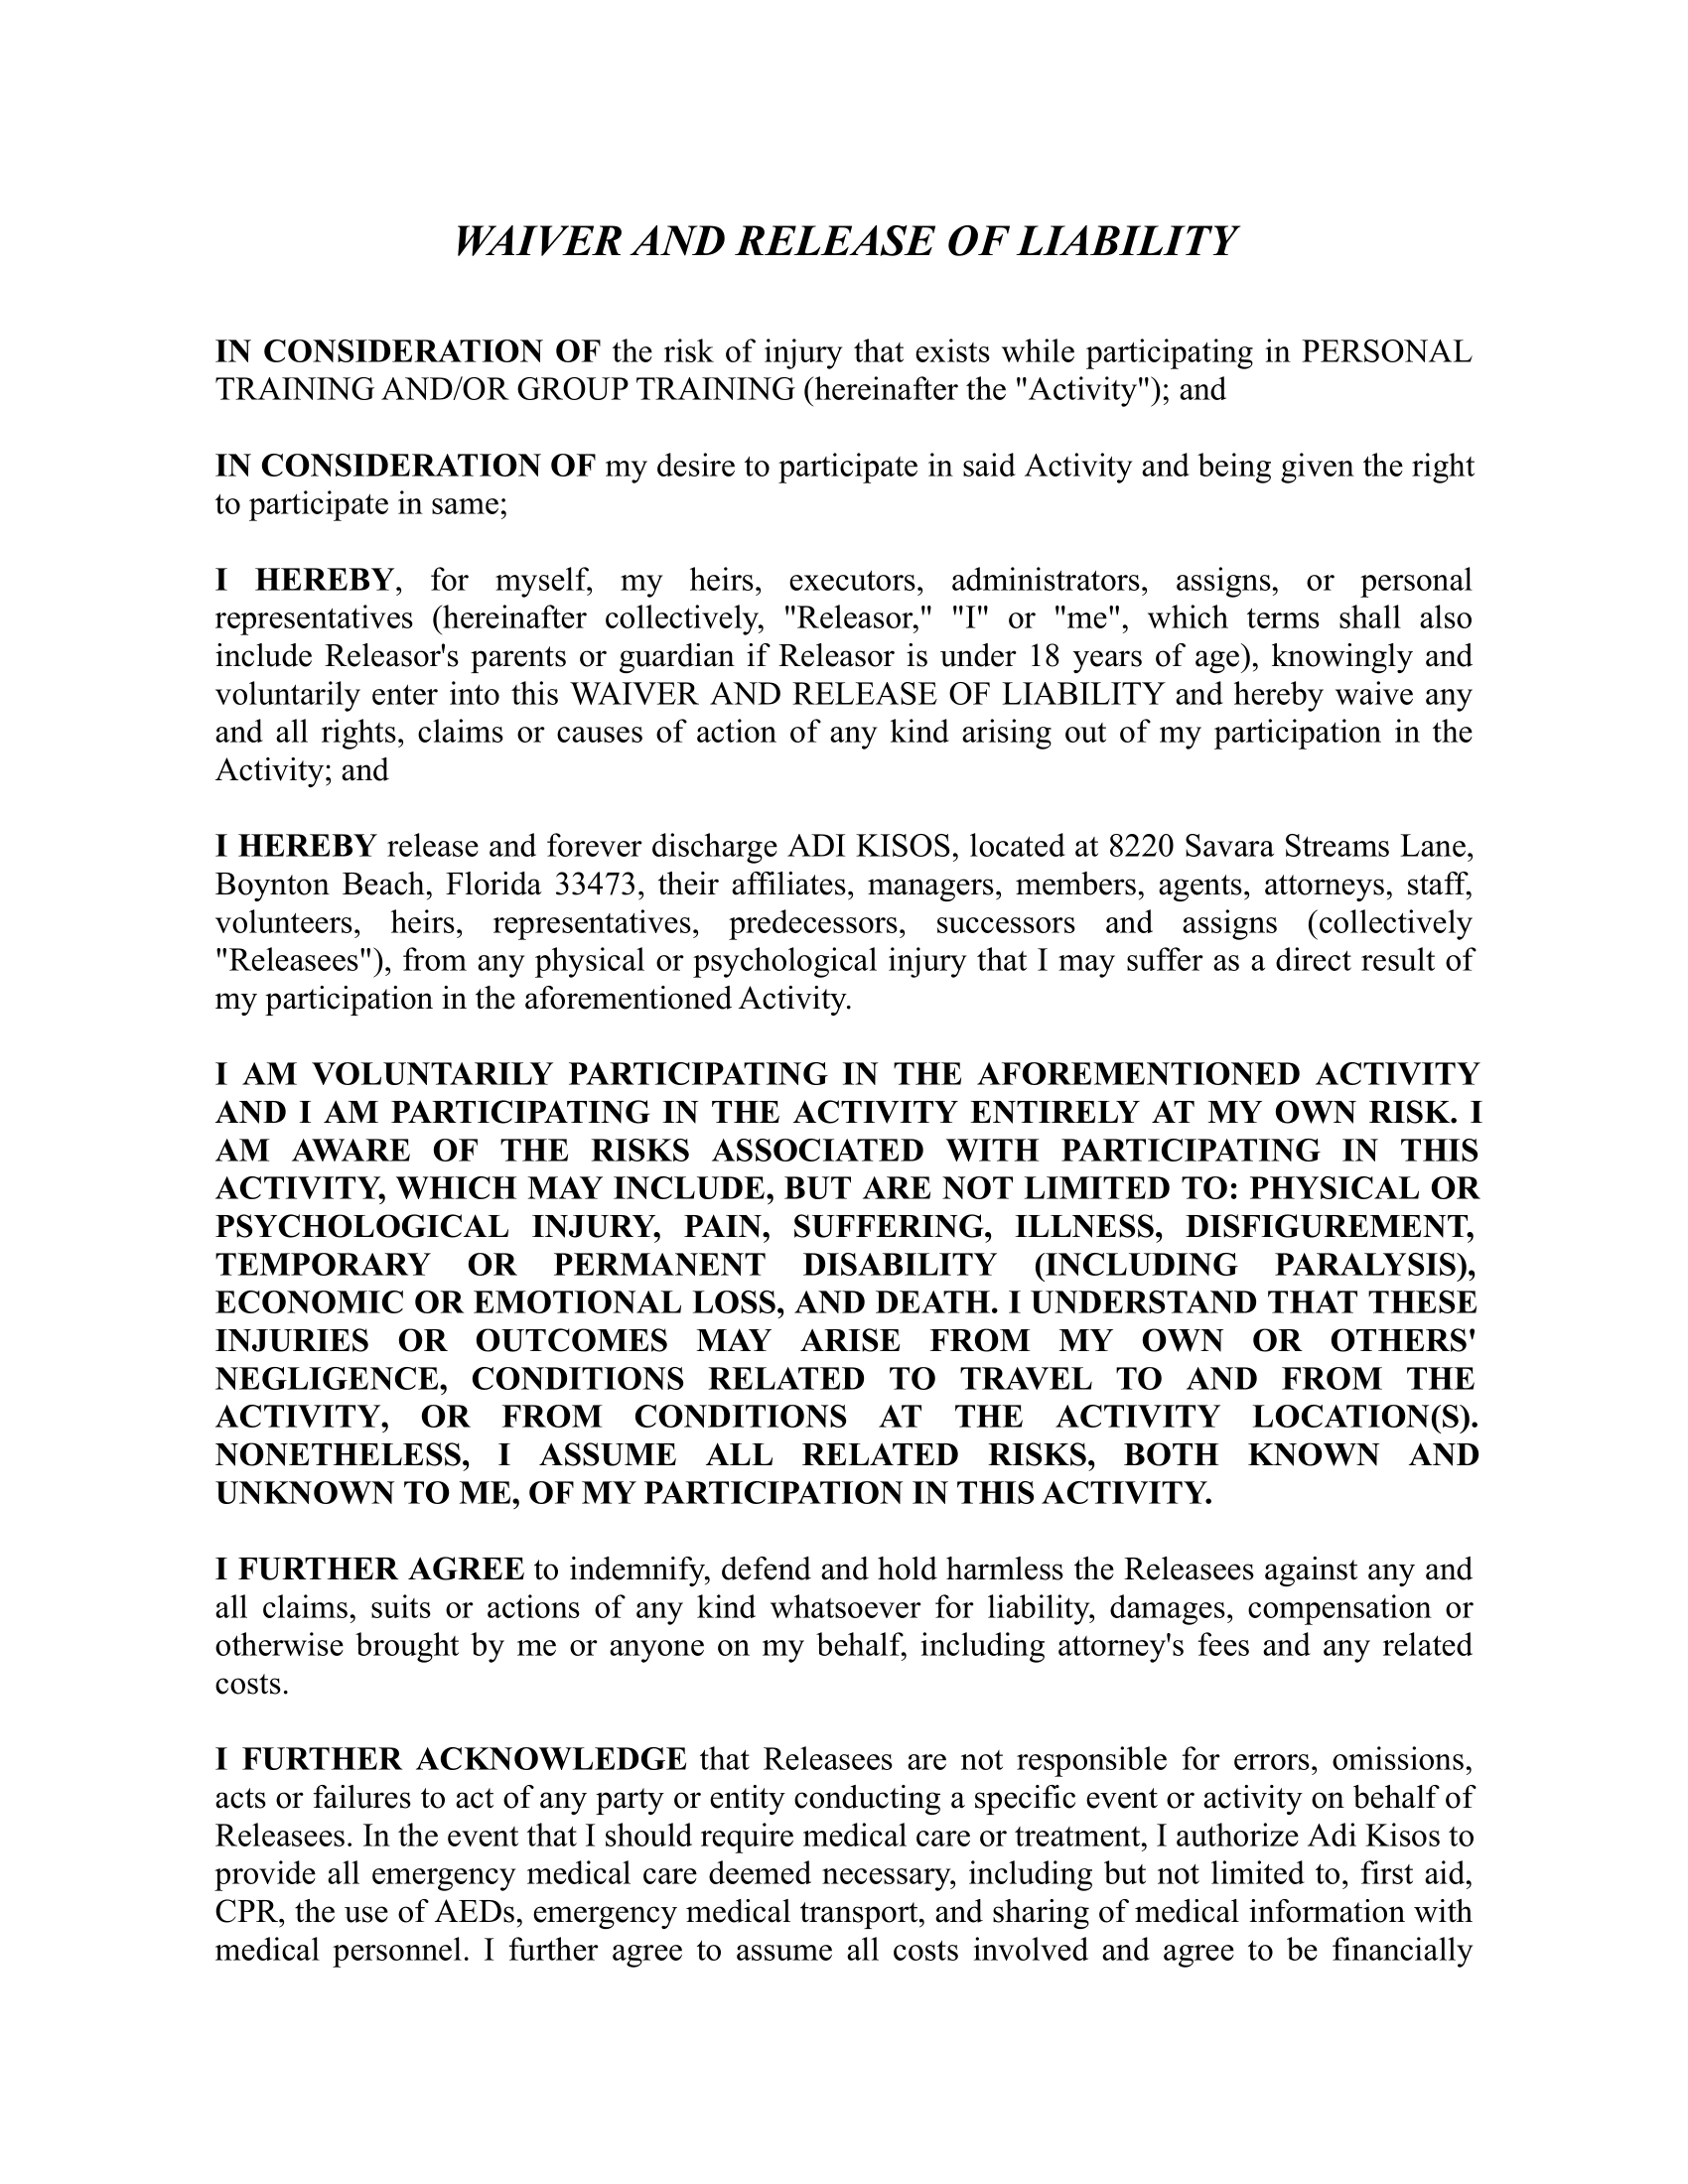 WAIVER AND RELEASE OF LIABILITY
IN CONSIDERATION OF the risk of injury that exists while participating in PERSONAL
TRAINING AND/OR GROUP TRAINING (hereinafter the "Activity"); and
IN CONSIDERATION OF my desire to participate in said Activity and being given the right
to participate in same;
I HEREBY, for myself, my heirs, executors, administrators, assigns, or personal
representatives (hereinafter collectively, "Releasor," "I" or "me", which terms shall also
include Releasor's parents or guardian if Releasor is under 18 years of age), knowingly and
voluntarily enter into this WAIVER AND RELEASE OF LIABILITY and hereby waive any
and all rights, claims or causes of action of any kind arising out of my participation in the
Activity; and
I HEREBY release and forever discharge ADI KISOS, located at 8220 Savara Streams Lane,
Boynton Beach, Florida 33473, their affiliates, managers, members, agents, attorneys, staff,
volunteers, heirs, representatives, predecessors, successors and assigns (collectively
"Releasees"), from any physical or psychological injury that I may suffer as a direct result of
my participation in the aforementioned Activity.
I AM VOLUNTARILY PARTICIPATING IN THE AFOREMENTIONED ACTIVITY
AND I AM PARTICIPATING IN THE ACTIVITY ENTIRELY AT MY OWN RISK. I
AM AWARE OF THE RISKS ASSOCIATED WITH PARTICIPATING IN THIS
ACTIVITY, WHICH MAY INCLUDE, BUT ARE NOT LIMITED TO: PHYSICAL OR
PSYCHOLOGICAL INJURY, PAIN, SUFFERING, ILLNESS, DISFIGUREMENT,
TEMPORARY OR PERMANENT DISABILITY (INCLUDING PARALYSIS),
ECONOMIC OR EMOTIONAL LOSS, AND DEATH. I UNDERSTAND THAT THESE
INJURIES OR OUTCOMES MAY ARISE FROM MY OWN OR OTHERS'
NEGLIGENCE, CONDITIONS RELATED TO TRAVEL TO AND FROM THE
ACTIVITY, OR FROM CONDITIONS AT THE ACTIVITY LOCATION(S).
NONETHELESS, I ASSUME ALL RELATED RISKS, BOTH KNOWN AND
UNKNOWN TO ME, OF MY PARTICIPATION IN THIS ACTIVITY.
I FURTHER AGREE to indemnify, defend and hold harmless the Releasees against any and
all claims, suits or actions of any kind whatsoever for liability, damages, compensation or
otherwise brought by me or anyone on my behalf, including attorney's fees and any related
costs.
I FURTHER ACKNOWLEDGE that Releasees are not responsible for errors, omissions,
acts or failures to act of any party or entity conducting a specific event or activity on behalf of
Releasees. In the event that I should require medical care or treatment, I authorize Adi Kisos to
provide all emergency medical care deemed necessary, including but not limited to, first aid,
CPR, the use of AEDs, emergency medical transport, and sharing of medical information with
medical personnel. I further agree to assume all costs involved and agree to be financially